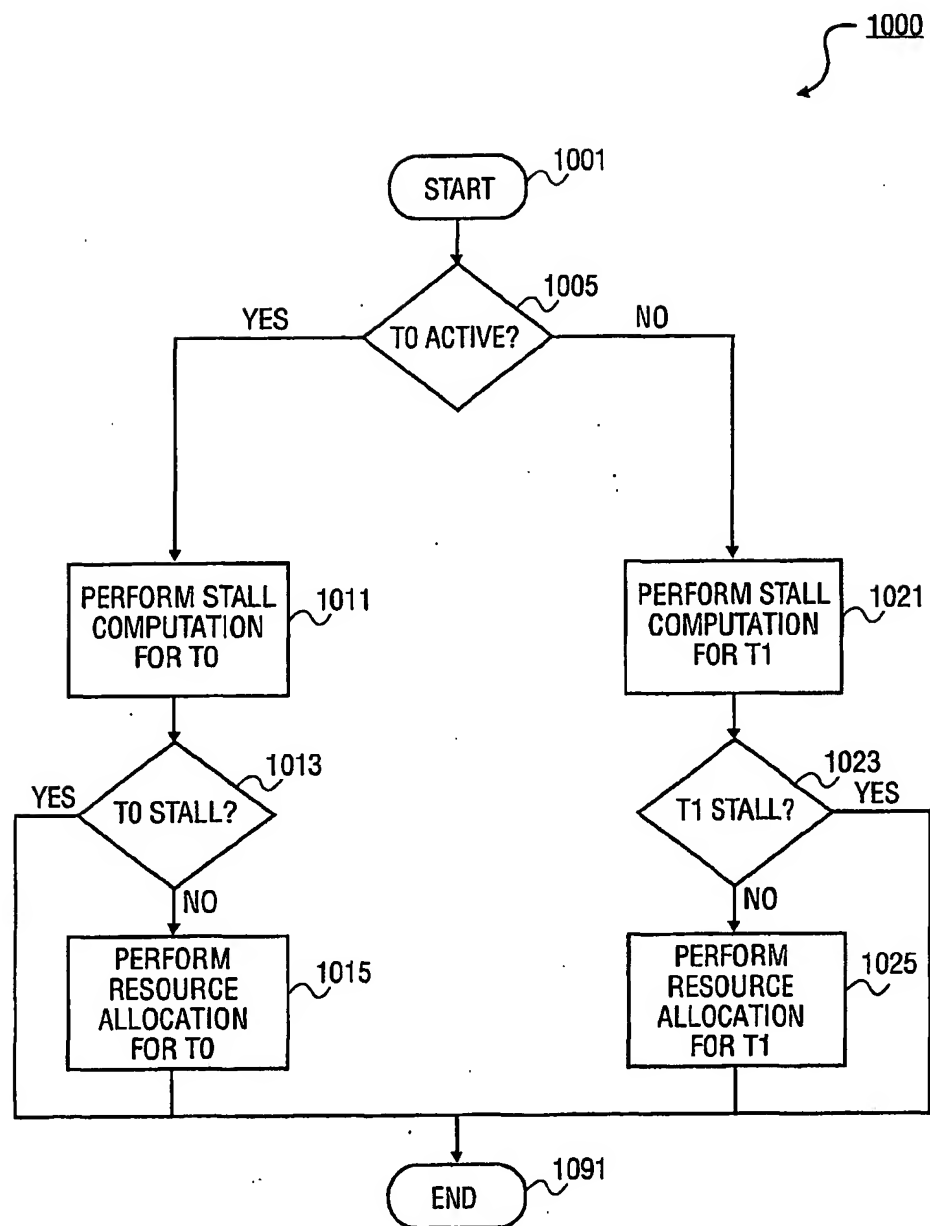 1000
START
1001
T0 ACTIVE?
1005
YES
NO
PERFORM STALL
COMPUTATION
FOR T0
1011
PERFORM STALL
COMPUTATION
FOR T1
1021
T0 STALL?
1013
YES
NO
T1 STALL?
1023
YES
NO
PERFORM
RESOURCE
ALLOCATION
FOR T0
1015
PERFORM
RESOURCE
ALLOCATION
FOR T1
1025
END
1091